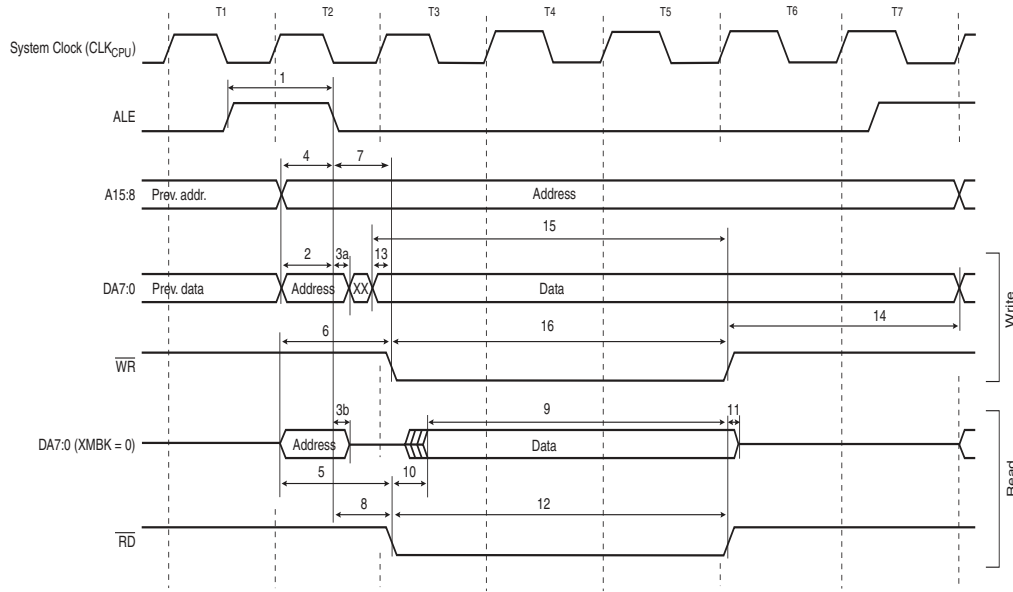 T1 T2 T3 T4 T5 T6 T7
System Clock (CLKCPU)
1
ALE
4 7
A15:8 Prev. addr. Address
15
2 3a 13
DA7:0 Prev. data Address XX Data
14
6 16
WR
Write
3b 9 11
DA7:0 (XMBK = 0) Address Data
5 10
8 12
RD
Read